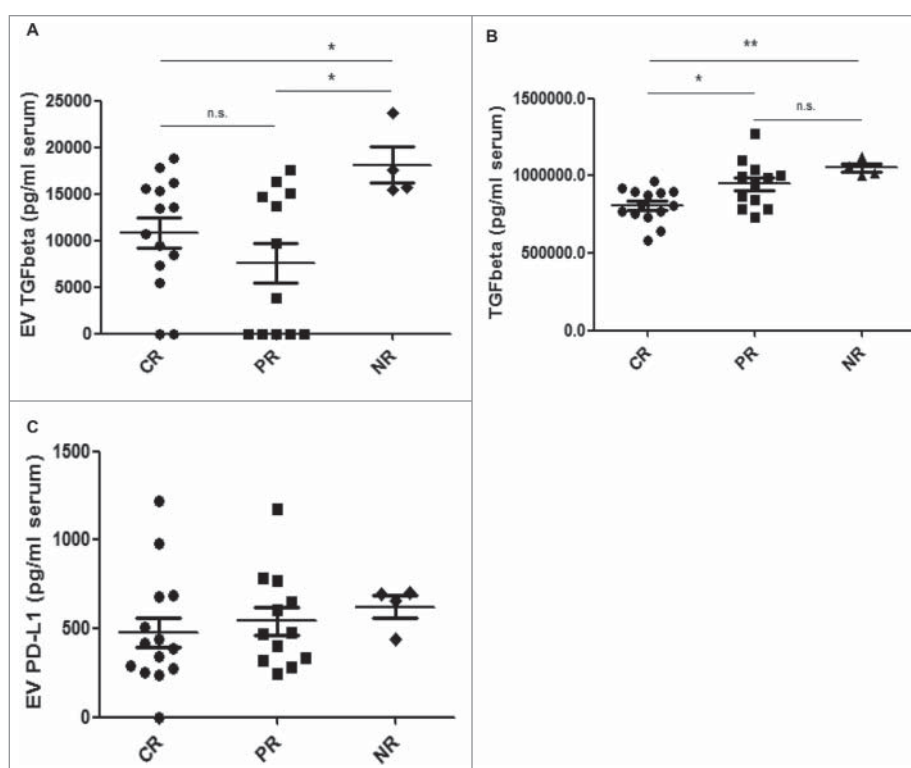 A
*
*
n.s.
EV TGFbeta (pg/ml serum)
25000
20000
15000
10000
5000
0
CR
PR
NR
B
**
*
n.s.
TGFbeta (pg/ml serum)
1500000.0
1000000.0
500000.0
0.0
CR
PR
NR
C
EV PD-L1 (pg/ml serum)
1500
1000
500
0
CR
PR
NR